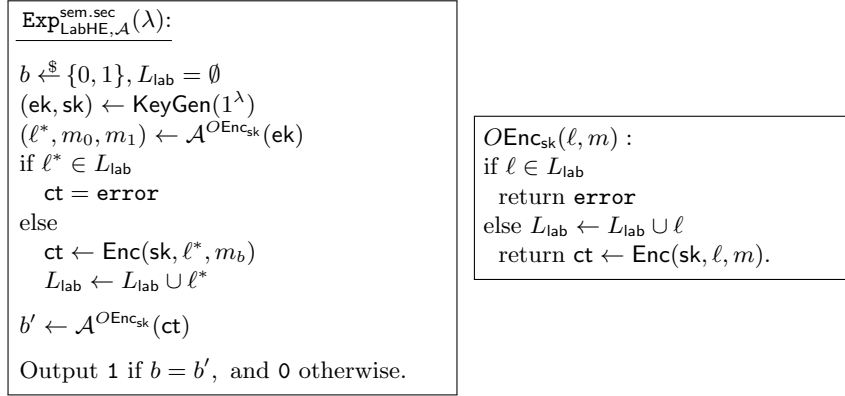 Exp^{sem.sec}_{LabHE,𝒜}(λ):
b ←$ {0, 1}, L_lab = ∅
(ek, sk) ← KeyGen(1^λ)
(ℓ*, m_0, m_1) ← 𝒜^{OEnc_sk}(ek)
if ℓ* ∈ L_lab
ct = error
else
ct ← Enc(sk, ℓ*, m_b)
L_lab ← L_lab ∪ ℓ*
b′ ← 𝒜^{OEnc_sk}(ct)
Output 1 if b = b′, and 0 otherwise.
OEnc_sk(ℓ, m) :
if ℓ ∈ L_lab
return error
else L_lab ← L_lab ∪ ℓ
return ct ← Enc(sk, ℓ, m).